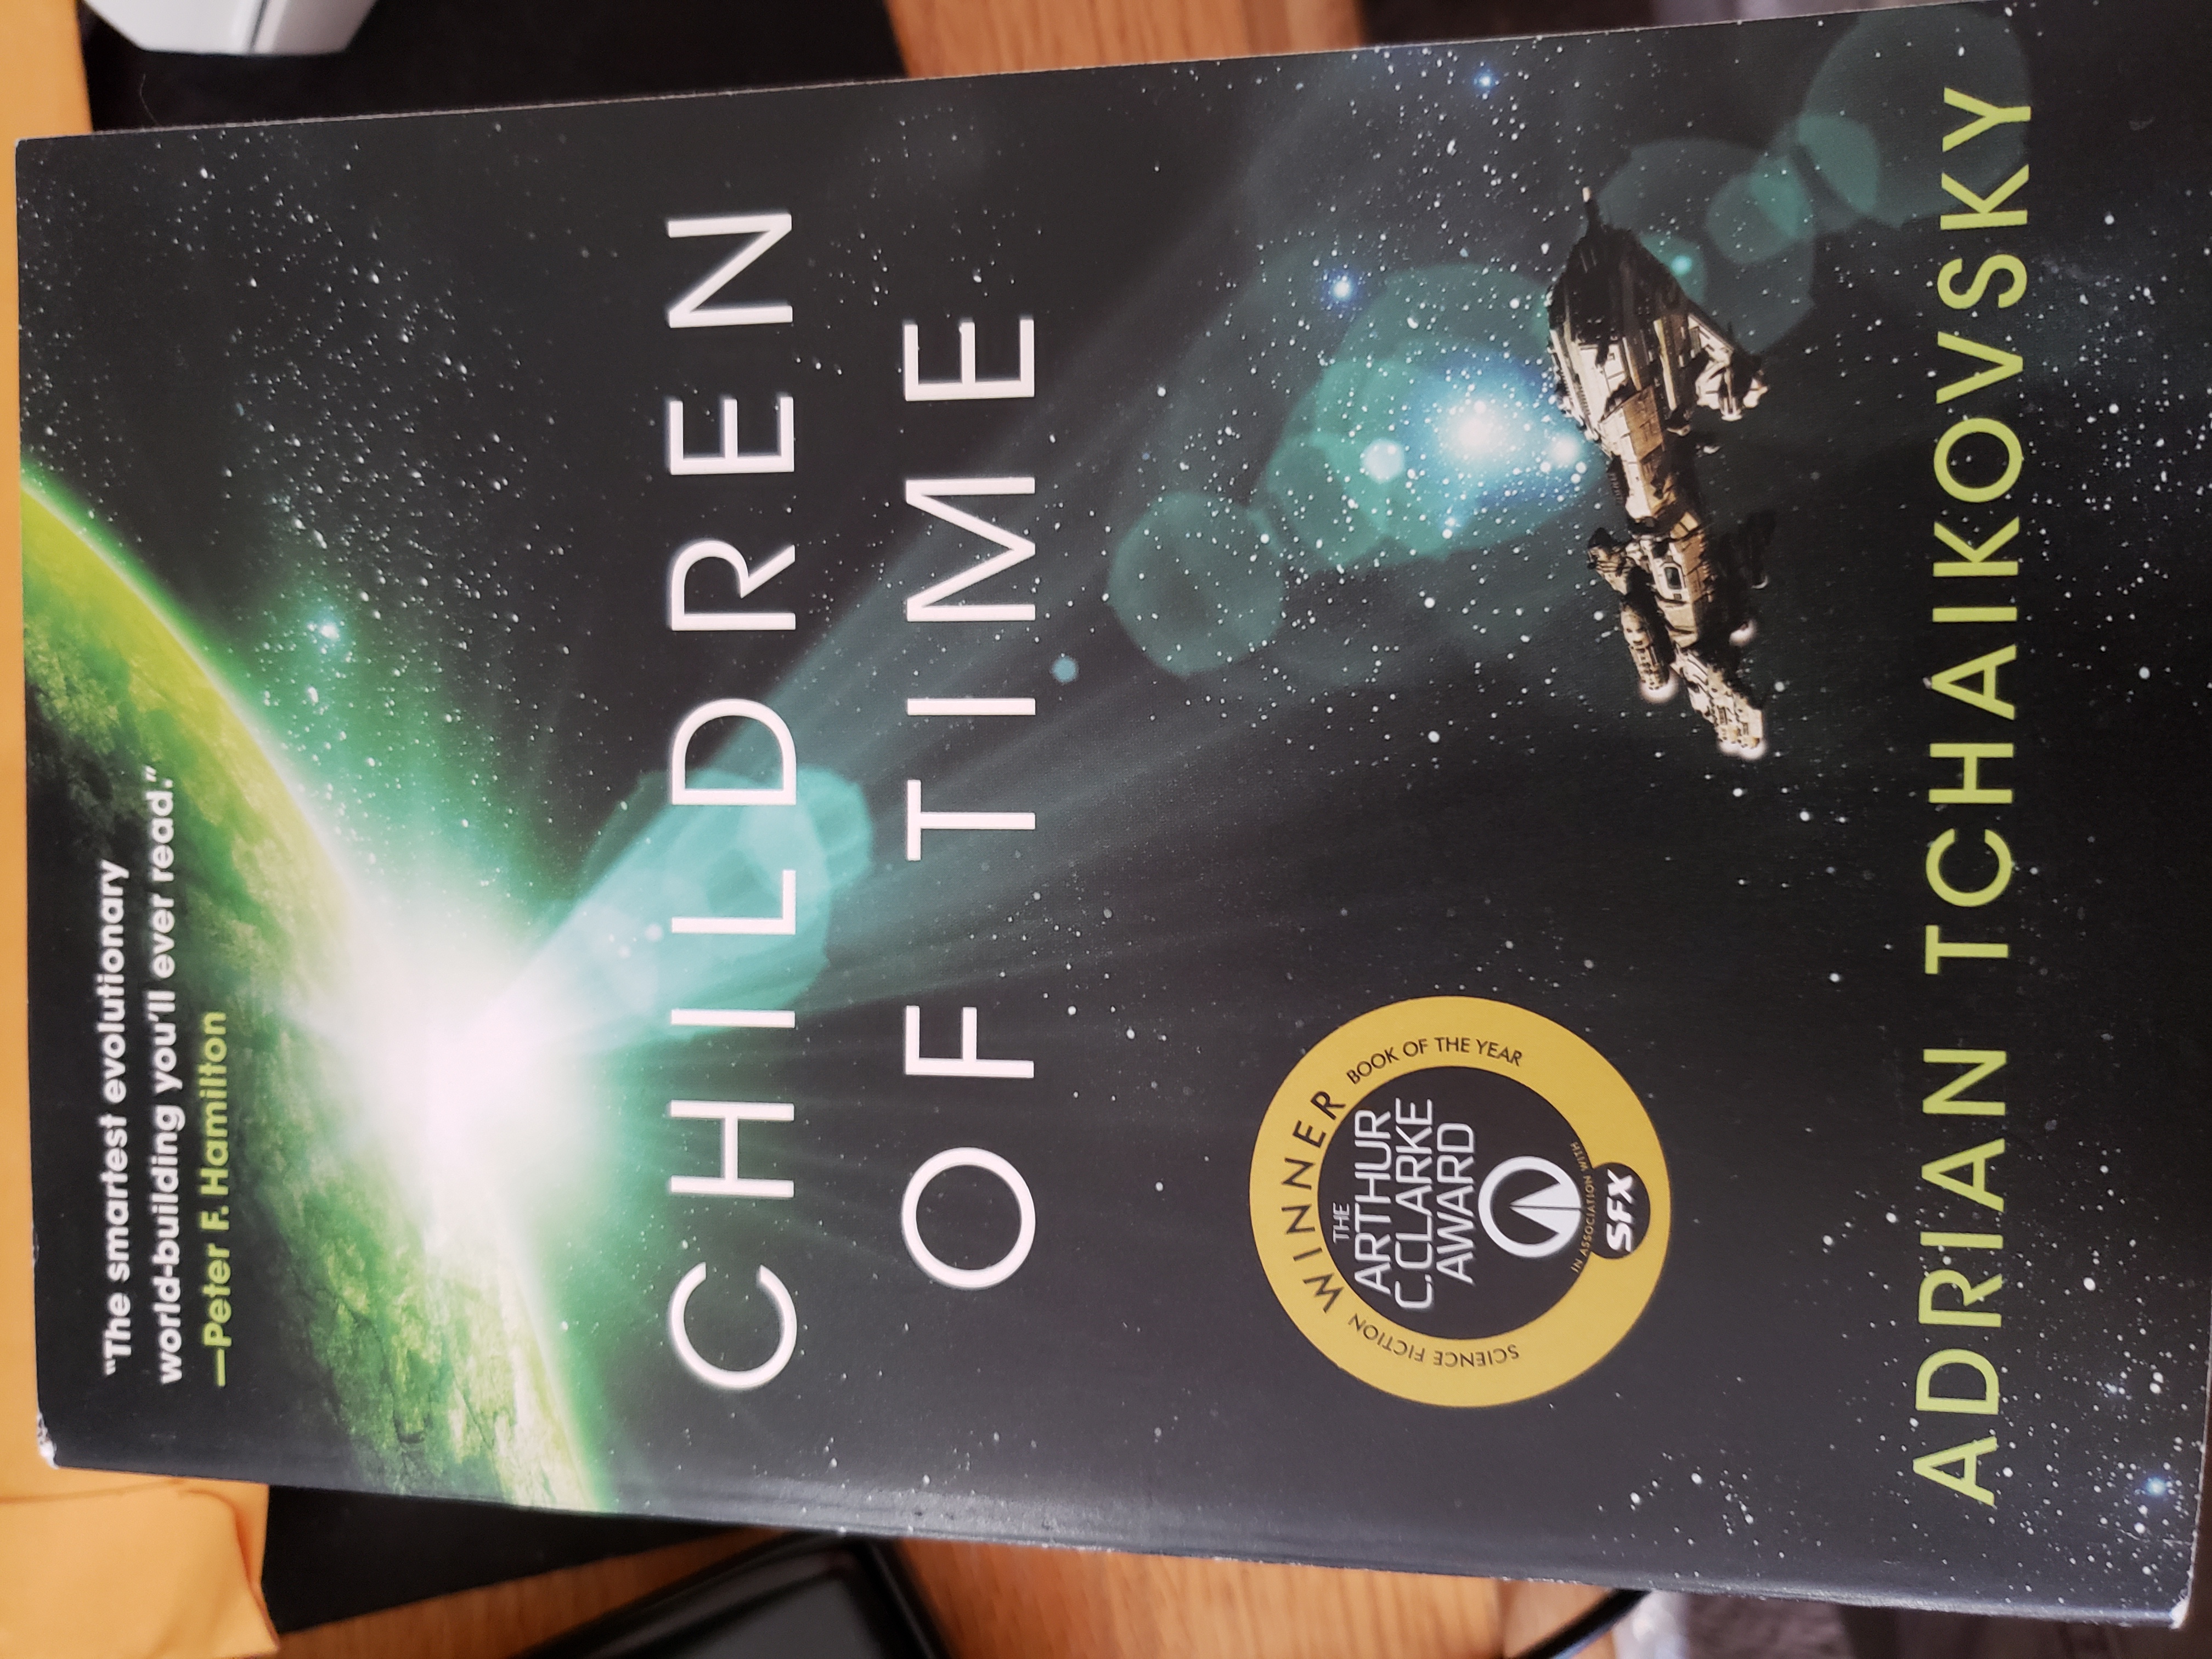 "The smartest evolutionary
world-building you'll ever read."
—Peter F. Hamilton
CHILDREN
OF TIME
WINNER
SCIENCE FICTION
BOOK OF THE YEAR
THE
ARTHUR
C.CLARKE
AWARD
IN ASSOCIATION WITH
SFX
ADRIAN TCHAIKOVSKY